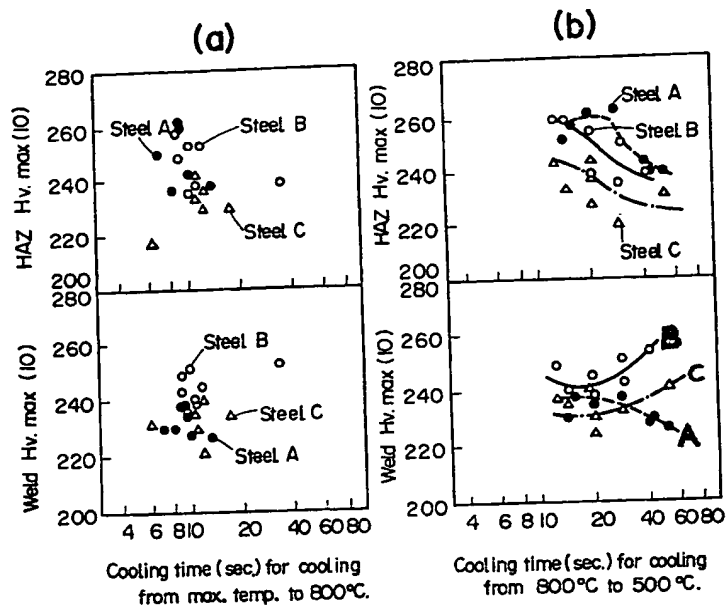 (a)
(b)
280
260
240
220
200
HAZ Hv. max (10)
Steel A
Steel B
Steel C
280
260
240
220
200
HAZ Hv. max (10)
Steel A
Steel B
Steel C
260
240
220
200
Weld Hv. max (10)
Steel B
Steel C
Steel A
4 6 8 10 20 40 60 80
Cooling time (sec.) for cooling
from max. temp. to 800°C.
260
240
220
200
Weld Hv. max (10)
B
C
A
4 6 8 10 20 40 60 80
Cooling time (sec.) for cooling
from 800°C to 500°C.